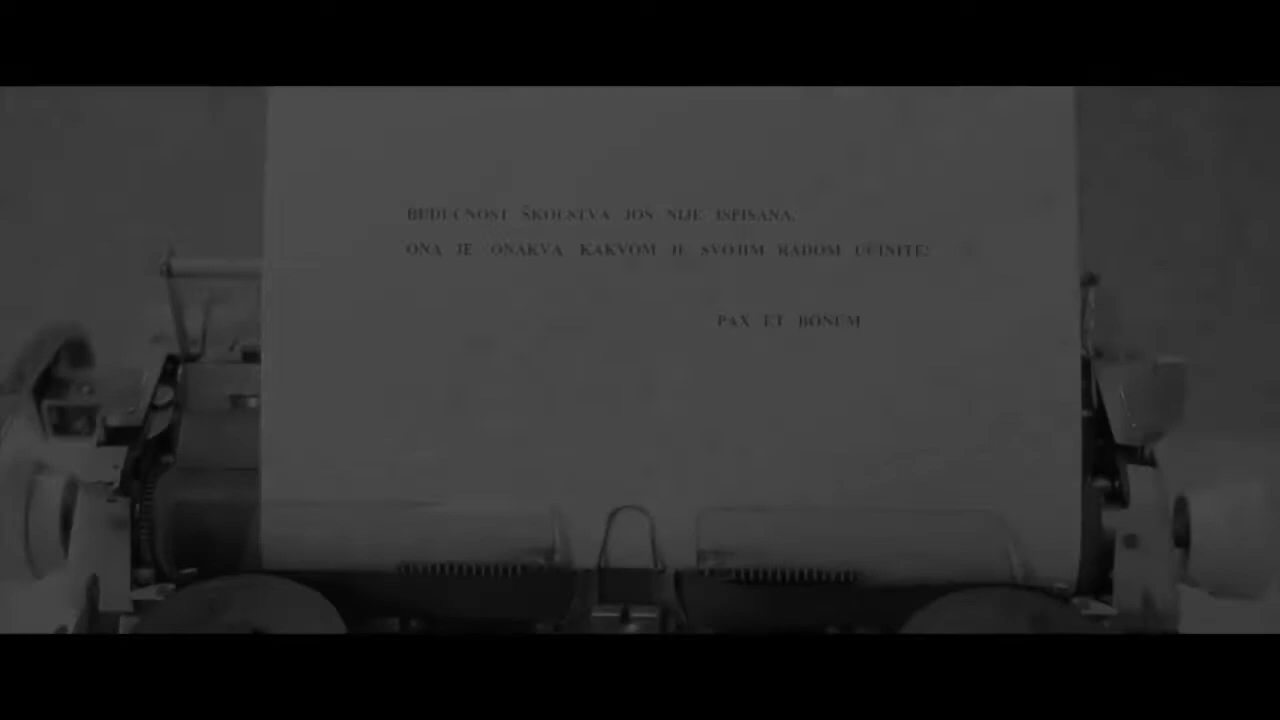 BUDUĆNOST ŠKOLSTVA JOŠ NIJE ISPISANA.
ONA JE ONAKVA KAKVOM JE SVOJIM RADOM UČINITE!
PAX ET BONUM